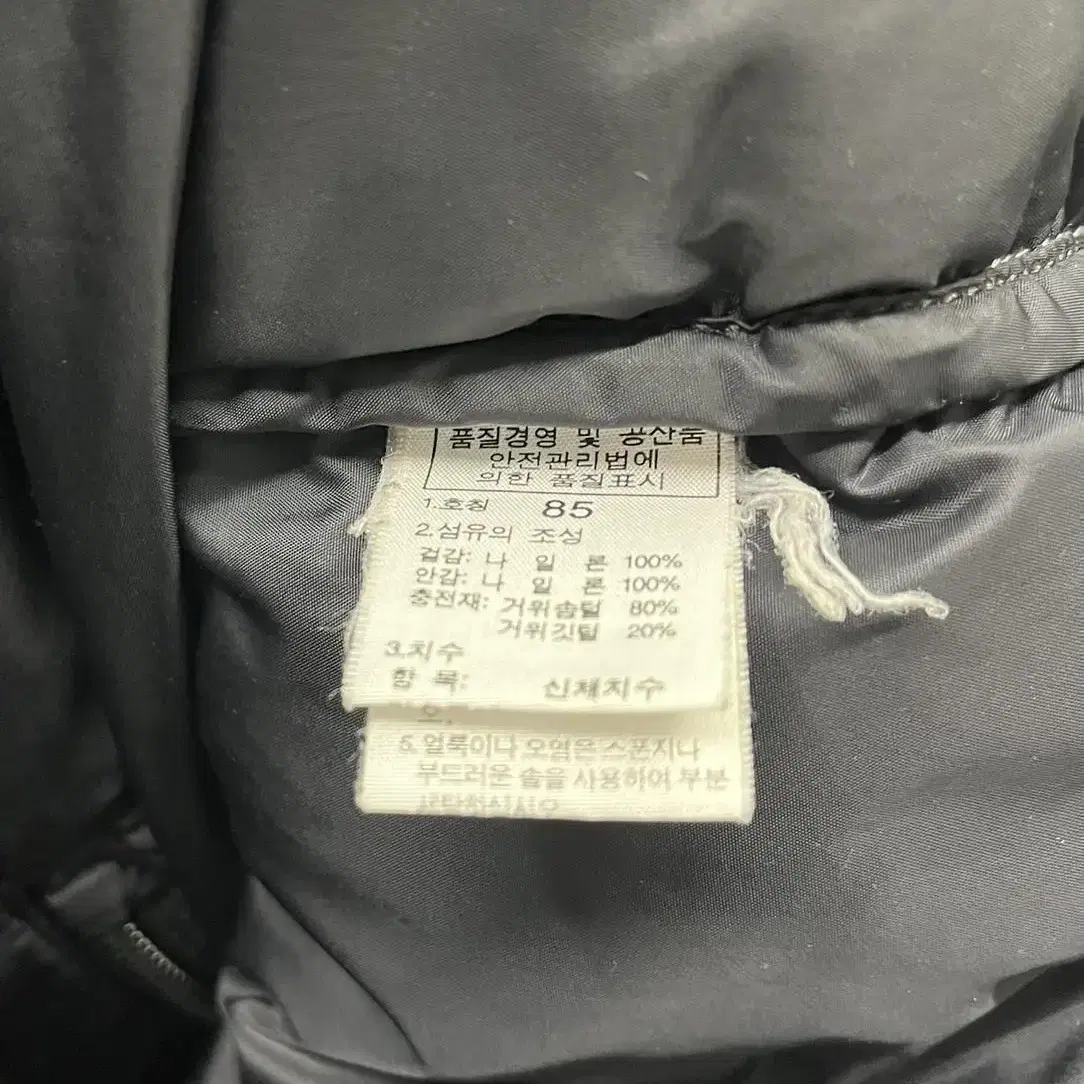 품질경영 및 공산품
안전관리법에
의한 품질표시
1.호칭 85
2.섬유의 조성
겉감: 나 일 론 100%
안감: 나 일 론 100%
충전재: 거위솜털 80%
거위깃털 20%
3.치수
항 목: 신체치수
오.
5. 얼룩이나 오염은 스폰지나
부드러운 솔을 사용하여 부분